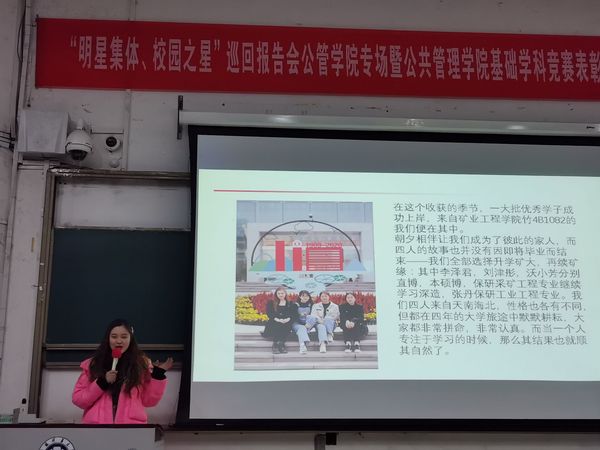 “明星集体、校园之星”巡回报告会公管学院专场暨公共管理学院基础学科竞赛表彰
在这个收获的季节，一大批优秀学子成
功上岸，来自矿业工程学院竹4B1082的
我们便在其中。
朝夕相伴让我们成为了彼此的家人，而
四人的故事也并没有因即将毕业而结
束——我们全部选择升学矿大，再续矿
缘：其中李泽君、刘津彤、沃小芳分别
直博、本硕博、保研采矿工程专业继续
学习深造，张丹保研工业工程专业。我
们四人来自天南海北，性格也各有不同，
但都在四年的大学旅途中默默耕耘，大
家都非常拼命，非常认真。而当一个人
专注于学习的时候，那么其结果也就顺
其自然了。